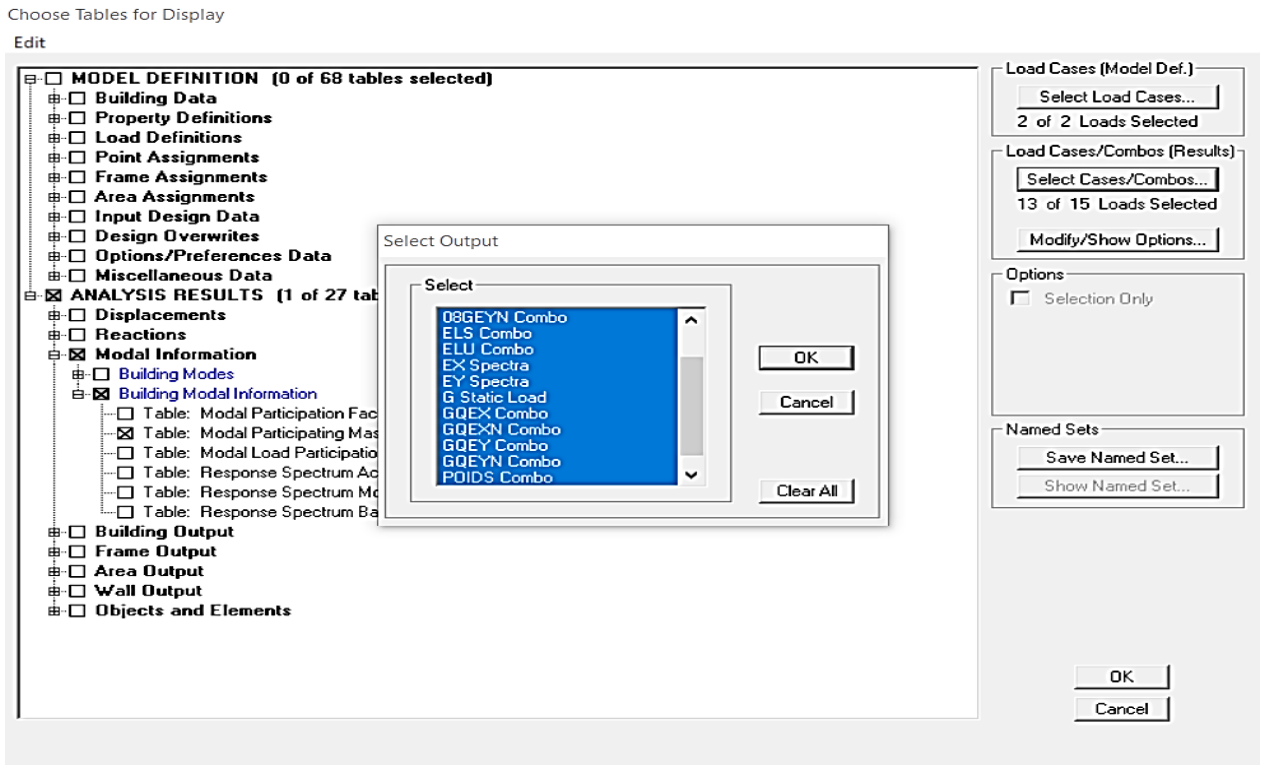 Choose Tables for Display
Edit
MODEL DEFINITION (0 of 68 tables selected)
Building Data
Property Definitions
Load Definitions
Point Assignments
Frame Assignments
Area Assignments
Input Design Data
Design Overwrites
Options/Preferences Data
Miscellaneous Data
ANALYSIS RESULTS (1 of 27 tab
Displacements
Reactions
Modal Information
Building Modes
Building Modal Information
Table: Modal Participation Fac
Table: Modal Participating Mas
Table: Modal Load Participatio
Table: Response Spectrum Ac
Table: Response Spectrum Mo
Table: Response Spectrum Ba
Building Output
Frame Output
Area Output
Wall Output
Objects and Elements
Select Output
Select
08GEYN Combo
ELS Combo
ELU Combo
EX Spectra
EY Spectra
G Static Load
GQEX Combo
GQEXN Combo
GQEY Combo
GQEYN Combo
POIDS Combo
OK
Cancel
Clear All
Load Cases (Model Def.)
Select Load Cases...
2 of 2 Loads Selected
Load Cases/Combos (Results)
Select Cases/Combos...
13 of 15 Loads Selected
Modify/Show Options...
Options
Selection Only
Named Sets
Save Named Set...
Show Named Set...
OK
Cancel